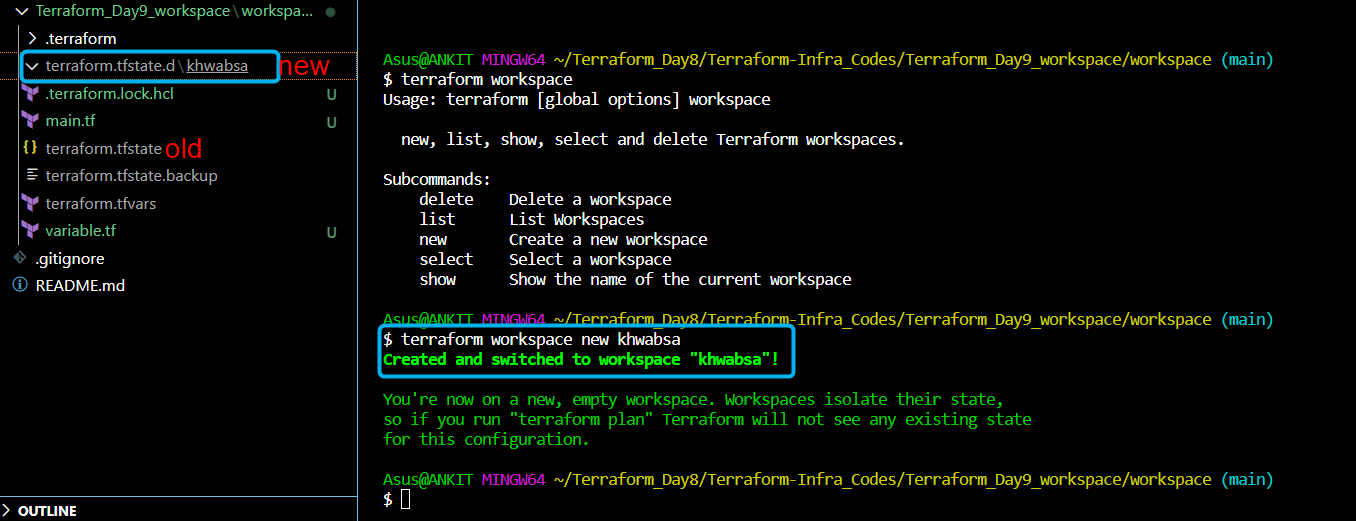 Terraform_Day9_workspace\workspa...
.terraform
terraform.tfstate.d\khwabsa new
.terraform.lock.hcl U
main.tf U
terraform.tfstate old
terraform.tfstate.backup
terraform.tfvars
variable.tf U
.gitignore
README.md
OUTLINE
Asus@ANKIT MINGW64 ~/Terraform_Day8/Terraform-Infra_Codes/Terraform_Day9_workspace/workspace (main)
$ terraform workspace
Usage: terraform [global options] workspace
new, list, show, select and delete Terraform workspaces.
Subcommands:
delete Delete a workspace
list List Workspaces
new Create a new workspace
select Select a workspace
show Show the name of the current workspace
Asus@ANKIT MINGW64 ~/Terraform_Day8/Terraform-Infra_Codes/Terraform_Day9_workspace/workspace (main)
$ terraform workspace new khwabsa
Created and switched to workspace "khwabsa"!
You're now on a new, empty workspace. Workspaces isolate their state,
so if you run "terraform plan" Terraform will not see any existing state
for this configuration.
Asus@ANKIT MINGW64 ~/Terraform_Day8/Terraform-Infra_Codes/Terraform_Day9_workspace/workspace (main)
$